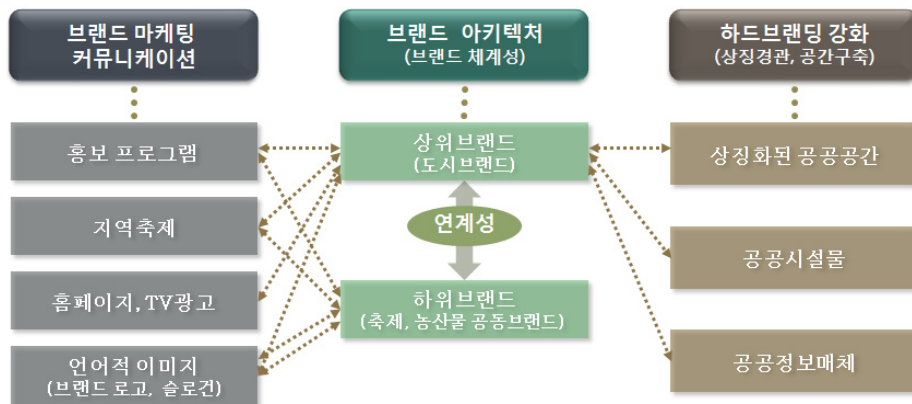 브랜드 마케팅
커뮤니케이션
브랜드 아키텍처
(브랜드 체계성)
하드브랜딩 강화
(상징경관, 공간구축)
홍보 프로그램
지역축제
홈페이지, TV광고
언어적 이미지
(브랜드 로고, 슬로건)
상위브랜드
(도시브랜드)
연계성
하위브랜드
(축제, 농산물 공동브랜드)
상징화된 공공공간
공공시설물
공공정보매체